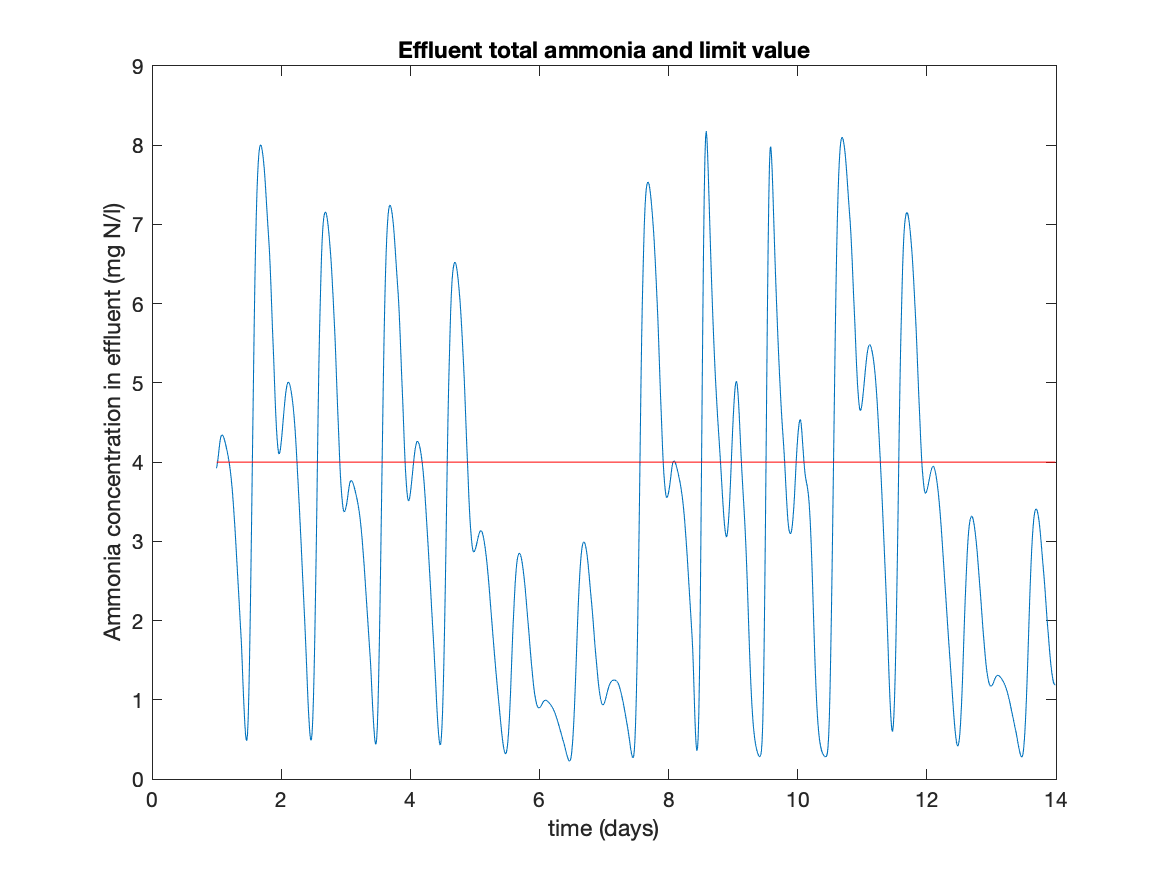 Effluent total ammonia and limit value
Ammonia concentration in effluent (mg N/l)
9
8
7
6
5
4
3
2
1
0
0 2 4 6 8 10 12 14
time (days)